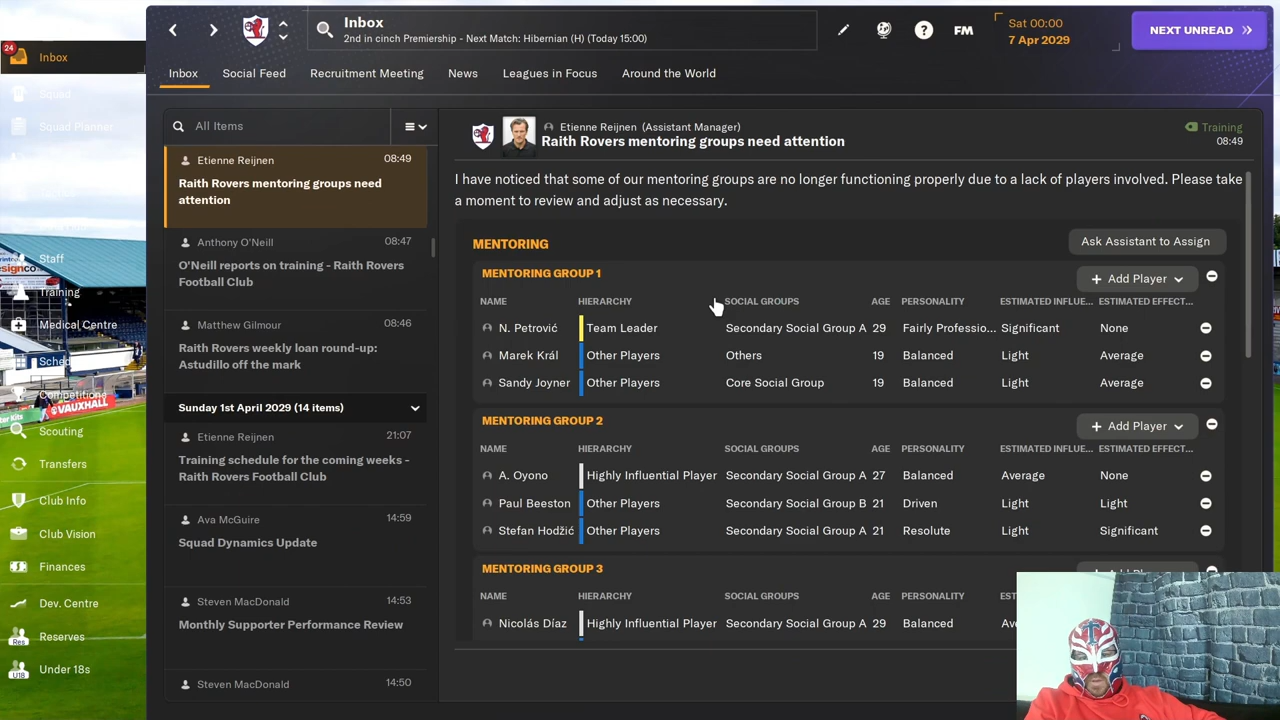 Inbox
2nd in cinch Premiership - Next Match: Hibernian (H) (Today 15:00)
FM
Sat 00:00
7 Apr 2029
NEXT UNREAD
24
Inbox
Squad
Squad Planner
Staff
Training
Medical Centre
Sched
Competitions
Scouting
Transfers
Club Info
Club Vision
Finances
Dev. Centre
Reserves
Under 18s
Inbox Social Feed Recruitment Meeting News Leagues in Focus Around the World
All Items
Etienne Reijnen 08:49
Raith Rovers mentoring groups need
attention
Anthony O'Neill 08:47
O'Neill reports on training - Raith Rovers
Football Club
Matthew Gilmour 08:46
Raith Rovers weekly loan round-up:
Astudillo off the mark
Sunday 1st April 2029 (14 items)
Etienne Reijnen 21:07
Training schedule for the coming weeks -
Raith Rovers Football Club
Ava McGuire 14:59
Squad Dynamics Update
Steven MacDonald 14:53
Monthly Supporter Performance Review
Steven MacDonald 14:50
Etienne Reijnen (Assistant Manager)
Raith Rovers mentoring groups need attention
Training
08:49
I have noticed that some of our mentoring groups are no longer functioning properly due to a lack of players involved. Please take
a moment to review and adjust as necessary.
MENTORING
Ask Assistant to Assign
MENTORING GROUP 1
Add Player
NAME HIERARCHY SOCIAL GROUPS AGE PERSONALITY ESTIMATED INFLUE... ESTIMATED EFFECT...
N. Petrović Team Leader Secondary Social Group A 29 Fairly Professio... Significant None
Marek Král Other Players Others 19 Balanced Light Average
Sandy Joyner Other Players Core Social Group 19 Balanced Light Average
MENTORING GROUP 2
Add Player
NAME HIERARCHY SOCIAL GROUPS AGE PERSONALITY ESTIMATED INFLUE... ESTIMATED EFFECT...
A. Oyono Highly Influential Player Secondary Social Group A 27 Balanced Average None
Paul Beeston Other Players Secondary Social Group B 21 Driven Light Light
Stefan Hodžić Other Players Secondary Social Group A 21 Resolute Light Significant
MENTORING GROUP 3
NAME HIERARCHY SOCIAL GROUPS AGE PERSONALITY
Nicolás Díaz Highly Influential Player Secondary Social Group A 29 Balanced
VAUXHALL